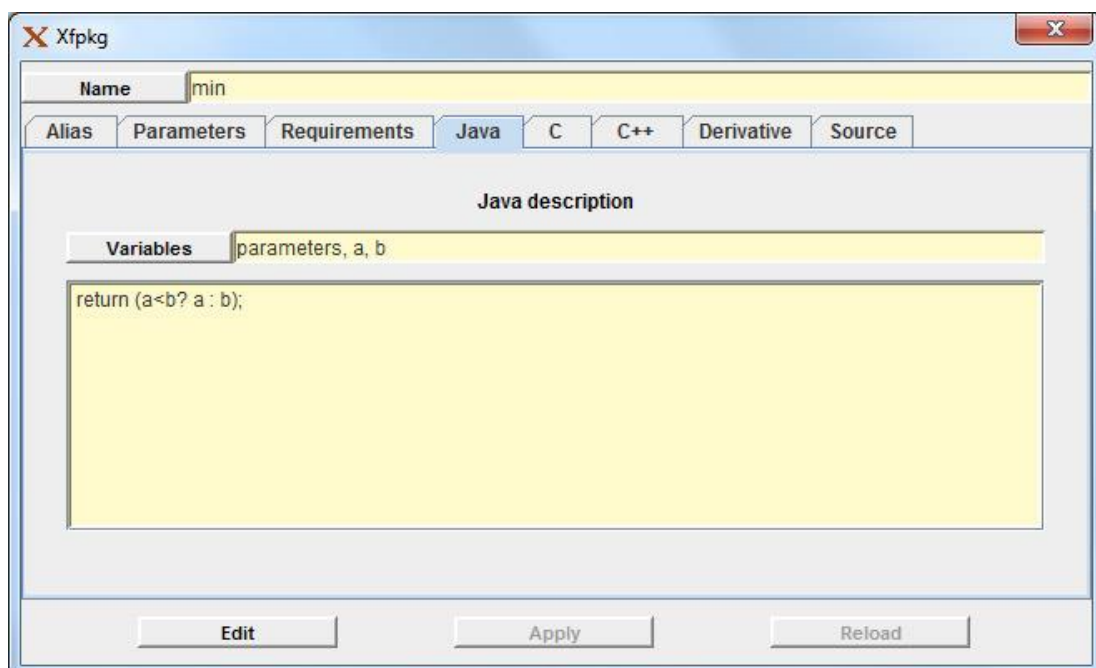 X Xfpkg
X
Name min
Alias Parameters Requirements Java C C++ Derivative Source
Java description
Variables parameters, a, b
return (a<b? a : b);
Edit Apply Reload